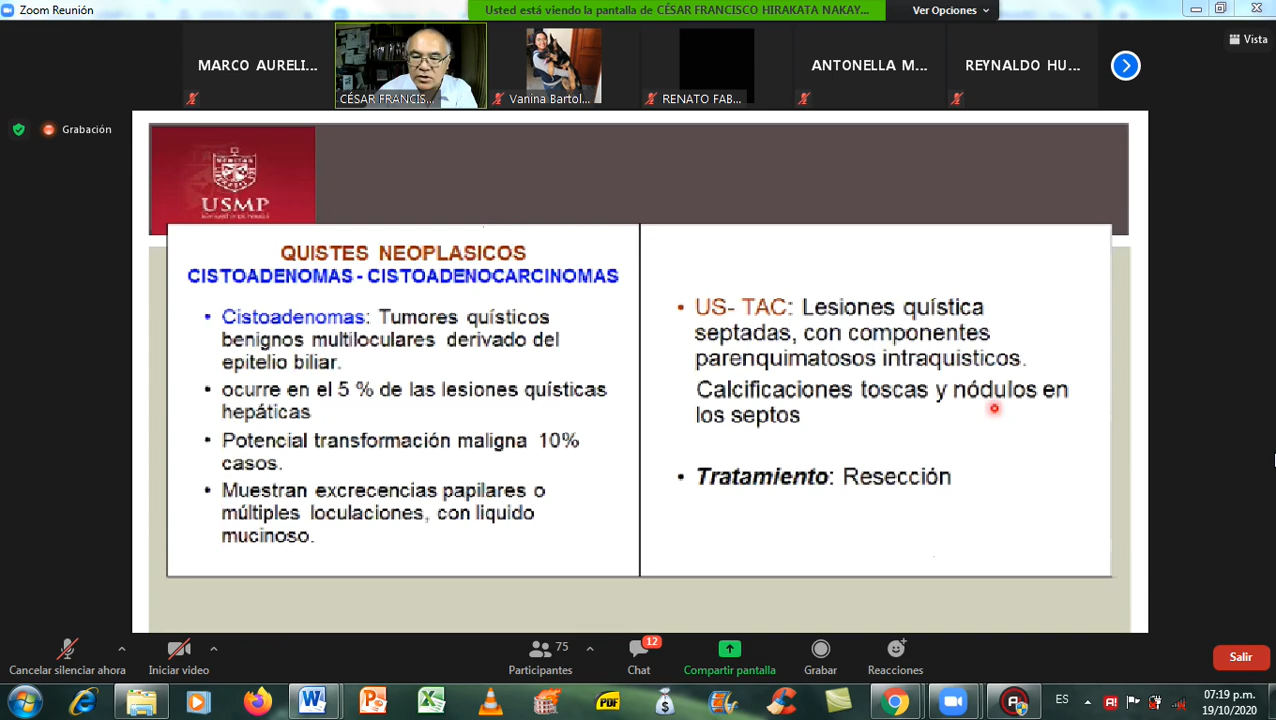 Zoom Reunión
Usted está viendo la pantalla de CÉSAR FRANCISCO HIRAKATA NAKAY...
Ver Opciones
Vista
MARCO AURELI...
CÉSAR FRANCIS...
Vanina Bartol...
RENATO FAB...
ANTONELLA M...
REYNALDO HU...
Grabación
USMP
QUISTES NEOPLASICOS
CISTOADENOMAS - CISTOADENOCARCINOMAS
• Cistoadenomas: Tumores quísticos
benignos multiloculares derivado del
epitelio biliar.
• ocurre en el 5 % de las lesiones quísticas
hepáticas
• Potencial transformación maligna 10%
casos.
• Muestran excrecencias papilares o
múltiples loculaciones, con liquido
mucinoso.
• US- TAC: Lesiones quística
septadas, con componentes
parenquimatosos intraquisticos.
Calcificaciones toscas y nódulos en
los septos
• Tratamiento: Resección
Cancelar silenciar ahora
Iniciar video
75
Participantes
12
Chat
Compartir pantalla
Grabar
Reacciones
Salir
PDF
ES
07:19 p.m.
19/10/2020